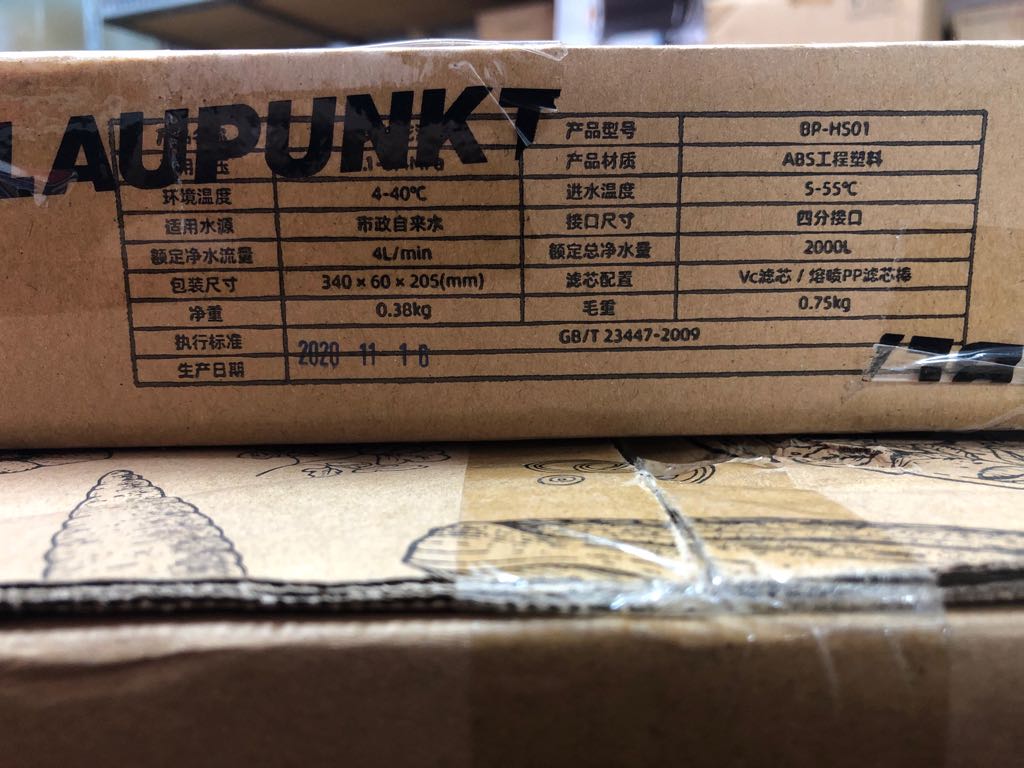 LAUPUNKT
产品型号 BP-HS01
产品材质 ABS工程塑料
环境温度 4-40℃ 进水温度 5-55℃
适用水源 市政自来水 接口尺寸 四分接口
额定净水流量 4L/min 额定总净水量 2000L
包装尺寸 340×60×205(mm) 滤芯配置 Vc滤芯 / 熔喷PP滤芯棒
净重 0.38kg 毛重 0.75kg
执行标准 GB/T 23447-2009
生产日期 2020 11 18